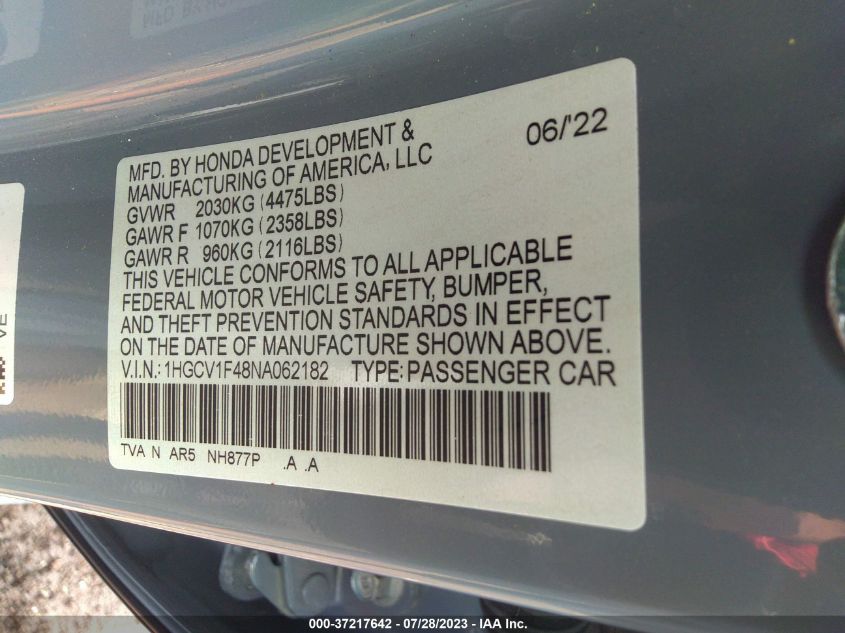 MFD. BY HONDA DEVELOPMENT & 06/'22
MANUFACTURING OF AMERICA, LLC
GVWR 2030KG (4475LBS)
GAWR F 1070KG (2358LBS)
GAWR R 960KG (2116LBS)
THIS VEHICLE CONFORMS TO ALL APPLICABLE
FEDERAL MOTOR VEHICLE SAFETY, BUMPER,
AND THEFT PREVENTION STANDARDS IN EFFECT
ON THE DATE OF MANUFACTURE SHOWN ABOVE.
V.I.N.: 1HGCV1F48NA062182 TYPE: PASSENGER CAR
TVA N AR5 NH877P .A .A
VE
000-37217642 / 07/28/2023 / IAA Inc.